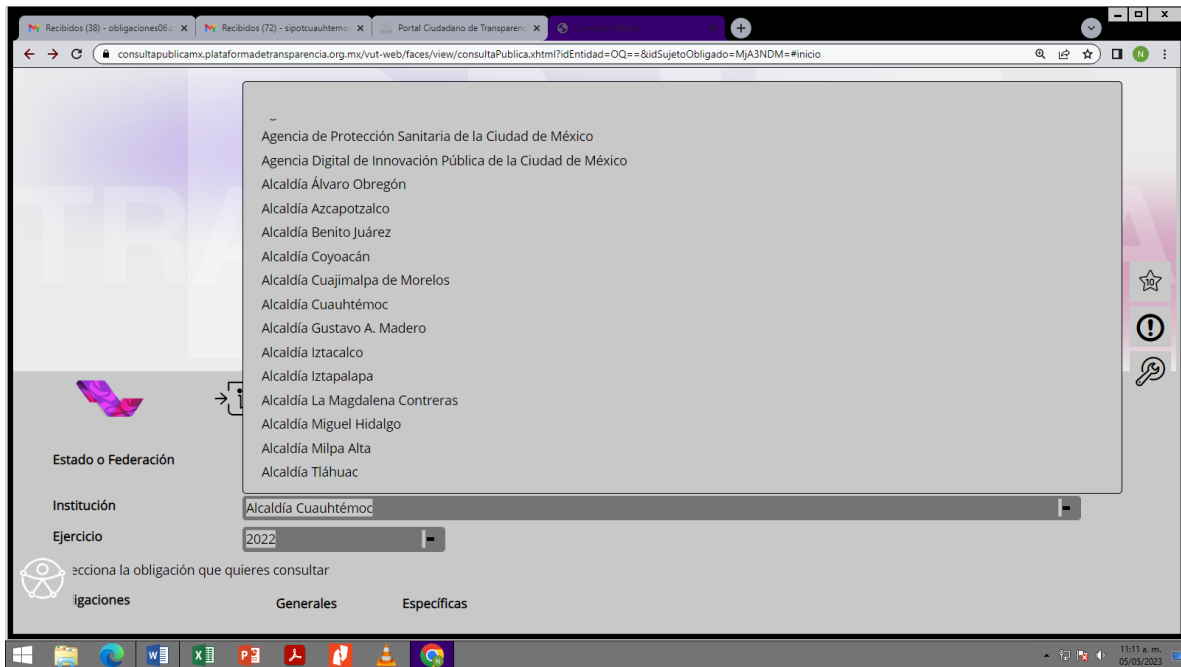 Recibidos (38) - obligaciones06.
Recibidos (72) - sipotcuauhtemo
Portal Ciudadano de Transparenc
consultapublicamx.plataformadetransparencia.org.mx/vut-web/faces/view/consultaPublica.xhtml?idEntidad=OQ==&idSujetoObligado=MjA3NDM=#inicio
N
Agencia de Protección Sanitaria de la Ciudad de México
Agencia Digital de Innovación Pública de la Ciudad de México
Alcaldía Álvaro Obregón
Alcaldía Azcapotzalco
Alcaldía Benito Juárez
Alcaldía Coyoacán
Alcaldía Cuajimalpa de Morelos
Alcaldía Cuauhtémoc
Alcaldía Gustavo A. Madero
Alcaldía Iztacalco
Alcaldía Iztapalapa
Alcaldía La Magdalena Contreras
Alcaldía Miguel Hidalgo
Alcaldía Milpa Alta
Alcaldía Tláhuac
10
Estado o Federación
Institución
Alcaldía Cuauhtémoc
Ejercicio
2022
ecciona la obligación que quieres consultar
igaciones
Generales
Específicas
11:11 a. m.
05/05/2023